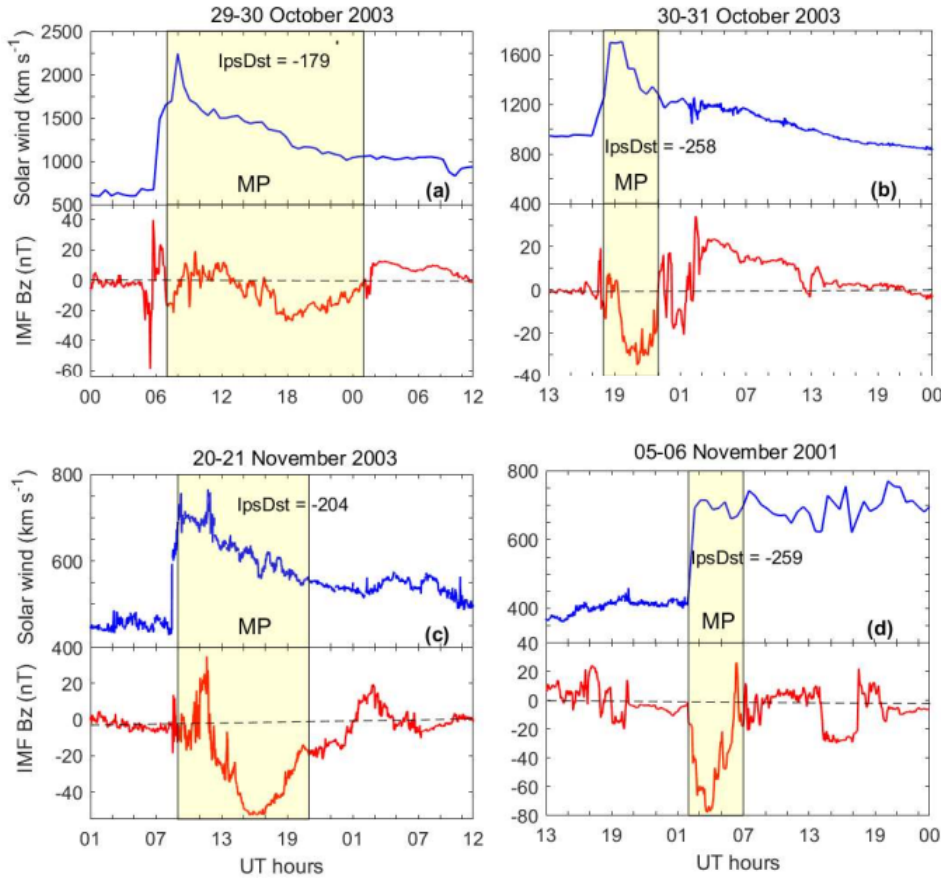 29-30 October 2003
30-31 October 2003
Solar wind (km s⁻¹)
2500
2000
1500
1000
500
IpsDst = -179
MP
(a)
1600
1200
800
400
IpsDst = -258
MP
(b)
IMF Bz (nT)
40
20
0
-20
-40
-60
00 06 12 18 00 06 12
20
0
-20
-40
13 19 01 07 13 19 00
20-21 November 2003
05-06 November 2001
Solar wind (km s⁻¹)
800
600
400
IpsDst = -204
MP
(c)
800
600
400
40
IpsDst = -259
MP
(d)
IMF Bz (nT)
20
0
-20
-40
01 07 13 19 01 07 12
UT hours
20
0
-20
-40
-60
-80
13 19 01 07 13 19 00
UT hours